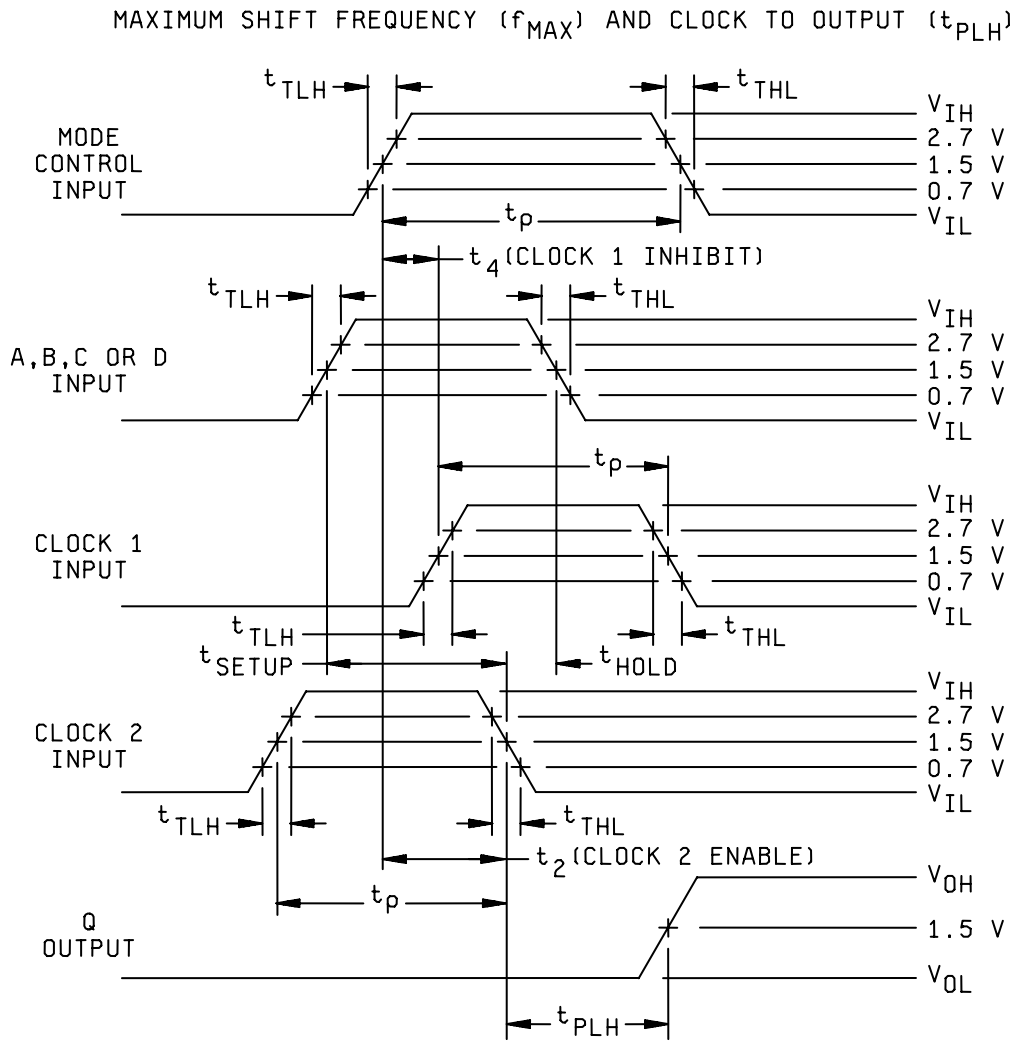 MAXIMUM SHIFT FREQUENCY (fMAX) AND CLOCK TO OUTPUT (tPLH)
tTLH
tTHL
MODE
CONTROL
INPUT
VIH
2.7 V
1.5 V
0.7 V
VIL
tp
t4 (CLOCK 1 INHIBIT)
tTLH
tTHL
A,B,C OR D
INPUT
VIH
2.7 V
1.5 V
0.7 V
VIL
tp
CLOCK 1
INPUT
VIH
2.7 V
1.5 V
0.7 V
VIL
tTLH
tTHL
tSETUP
tHOLD
CLOCK 2
INPUT
VIH
2.7 V
1.5 V
0.7 V
VIL
tTLH
tTHL
t2 (CLOCK 2 ENABLE)
tp
Q
OUTPUT
VOH
1.5 V
VOL
tPLH